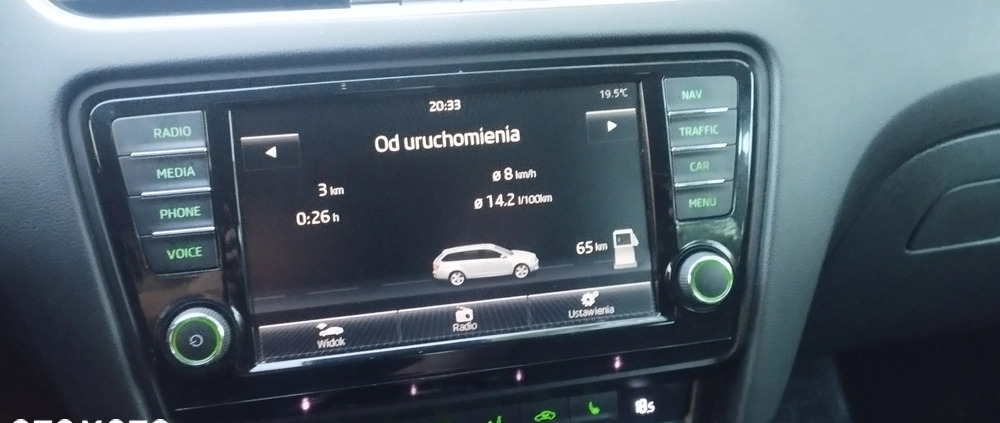 20:33
19.5°C
Od uruchomienia
3 km
ø 8 km/h
0:26 h
ø 14.2 l/100km
65 km
Widok
Radio
Ustawienia
RADIO
MEDIA
PHONE
VOICE
NAV
TRAFFIC
CAR
MENU